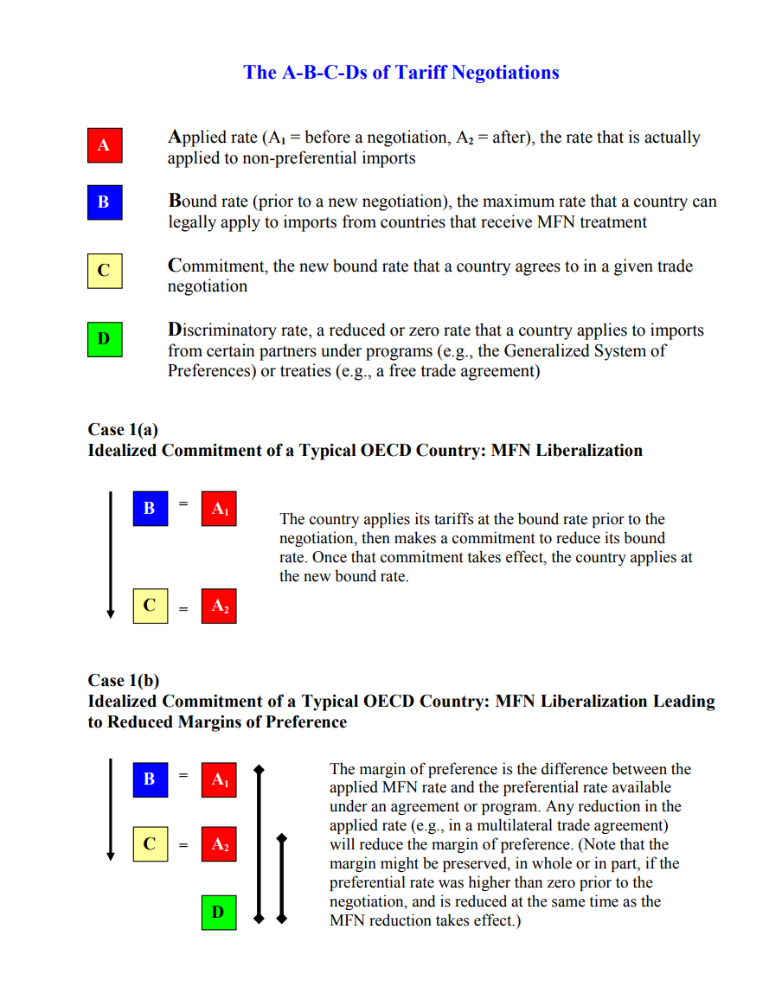 The A-B-C-Ds of Tariff Negotiations
A
Applied rate (A₁ = before a negotiation, A₂ = after), the rate that is actually
applied to non-preferential imports
B
Bound rate (prior to a new negotiation), the maximum rate that a country can
legally apply to imports from countries that receive MFN treatment
C
Commitment, the new bound rate that a country agrees to in a given trade
negotiation
D
Discriminatory rate, a reduced or zero rate that a country applies to imports
from certain partners under programs (e.g., the Generalized System of
Preferences) or treaties (e.g., a free trade agreement)
Case 1(a)
Idealized Commitment of a Typical OECD Country: MFN Liberalization
B = A₁
The country applies its tariffs at the bound rate prior to the
negotiation, then makes a commitment to reduce its bound
rate. Once that commitment takes effect, the country applies at
the new bound rate.
C = A₂
Case 1(b)
Idealized Commitment of a Typical OECD Country: MFN Liberalization Leading
to Reduced Margins of Preference
B = A₁
C = A₂
D
The margin of preference is the difference between the
applied MFN rate and the preferential rate available
under an agreement or program. Any reduction in the
applied rate (e.g., in a multilateral trade agreement)
will reduce the margin of preference. (Note that the
margin might be preserved, in whole or in part, if the
preferential rate was higher than zero prior to the
negotiation, and is reduced at the same time as the
MFN reduction takes effect.)